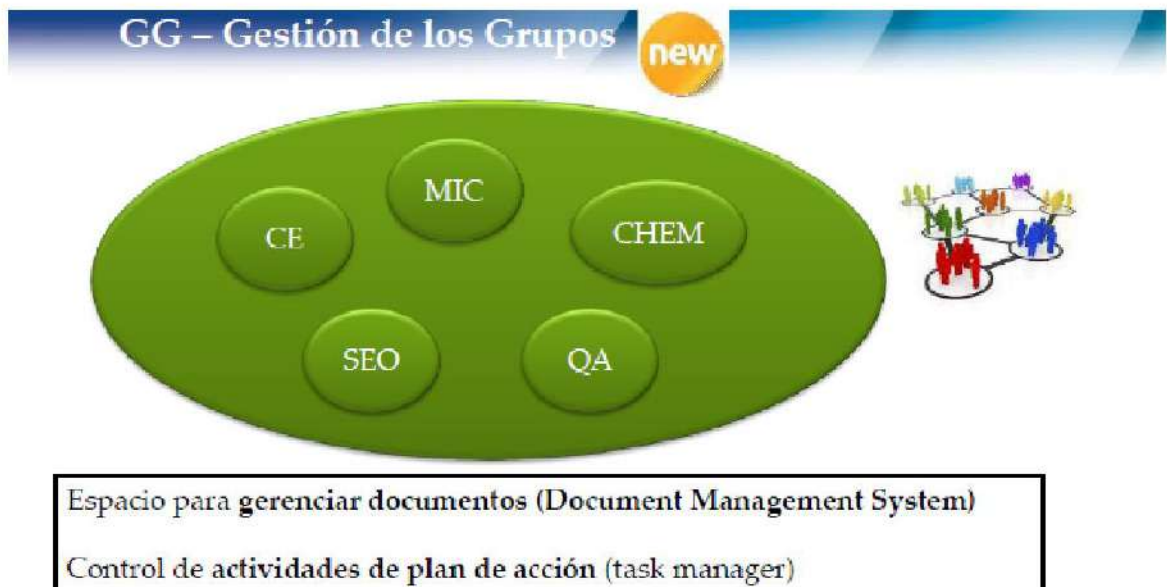 GG – Gestión de los Grupos
new
MIC
CE
CHEM
SEO
QA
Espacio para gerenciar documentos (Document Management System)
Control de actividades de plan de acción (task manager)